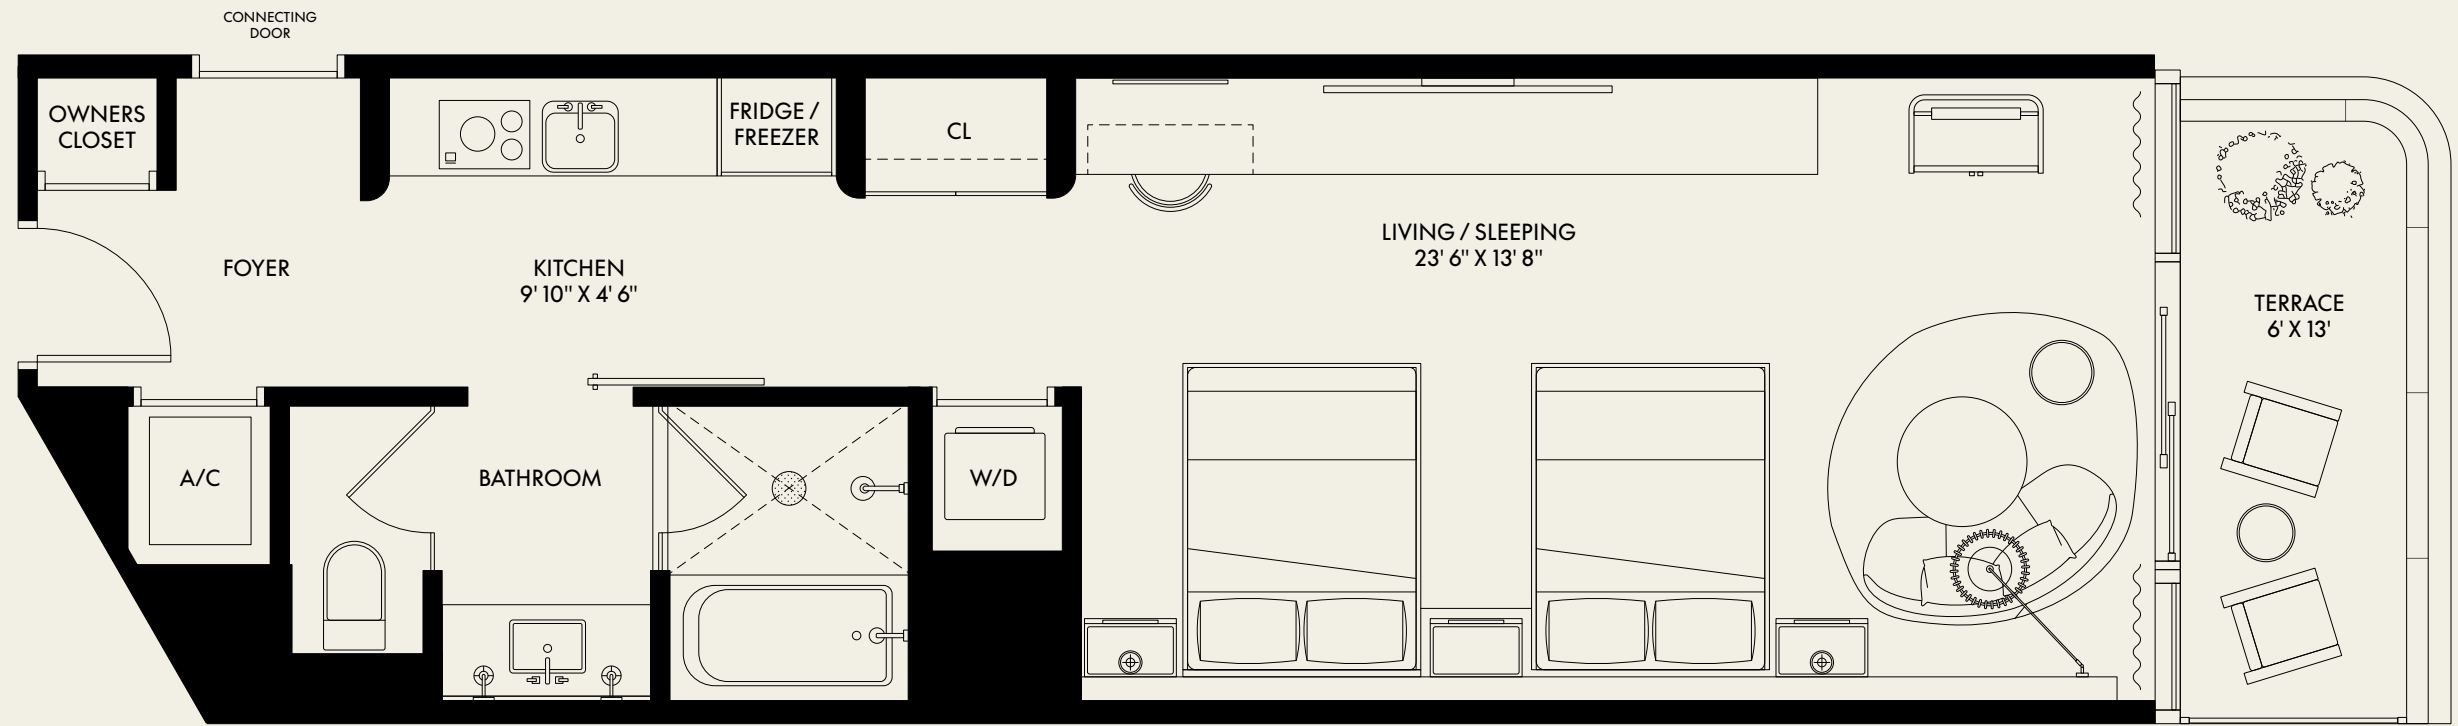 CONNECTING
DOOR
OWNERS
CLOSET
FRIDGE /
FREEZER
CL
FOYER
KITCHEN
9' 10" X 4' 6"
LIVING / SLEEPING
23' 6" X 13' 8"
TERRACE
6' X 13'
A/C
BATHROOM
W/D